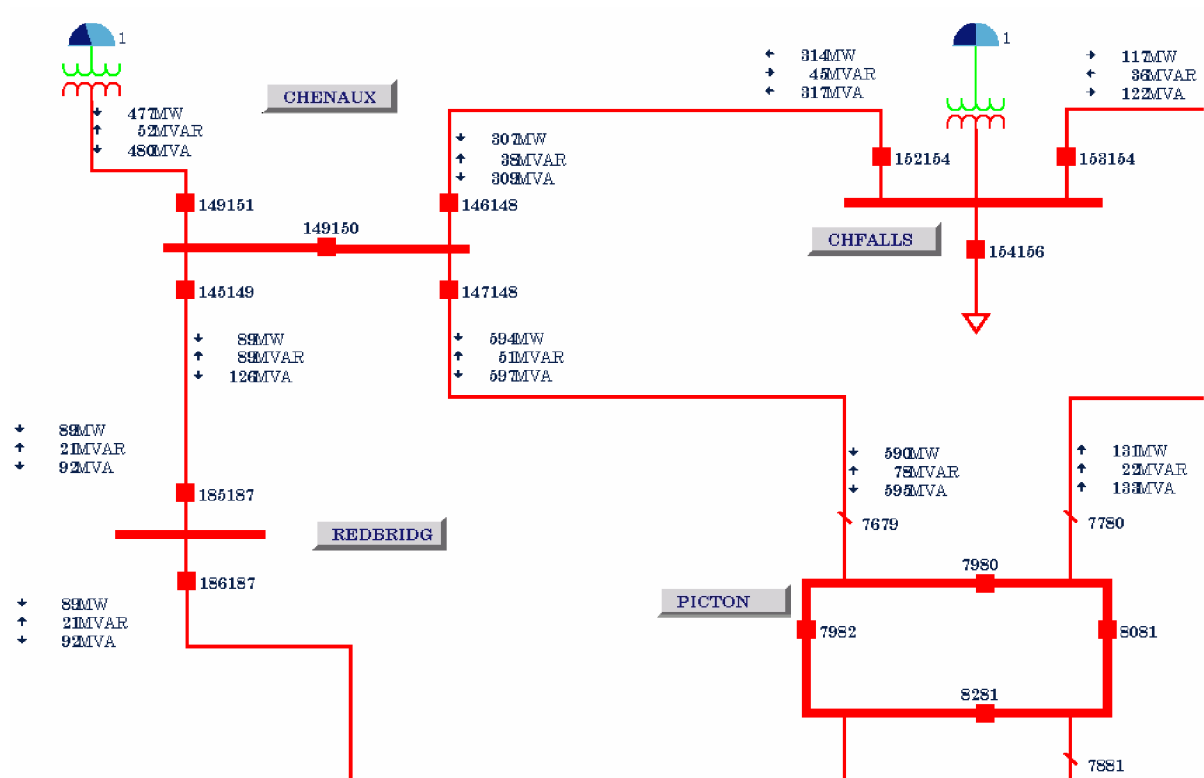 1
477MW
52MVAR
480MVA
CHENAUX
307MW
38MVAR
309MVA
314MW
45MVAR
317MVA
1
117MW
36MVAR
122MVA
152154
153154
149151
149150
146148
CHFALLS
154156
145149
147148
89MW
89MVAR
126MVA
594MW
51MVAR
597MVA
89MW
21MVAR
92MVA
590MW
78MVAR
595MVA
131MW
22MVAR
133MVA
185187
REDBRIDG
7679
7780
186187
7980
89MW
21MVAR
92MVA
PICTON
7982
8081
8281
7881